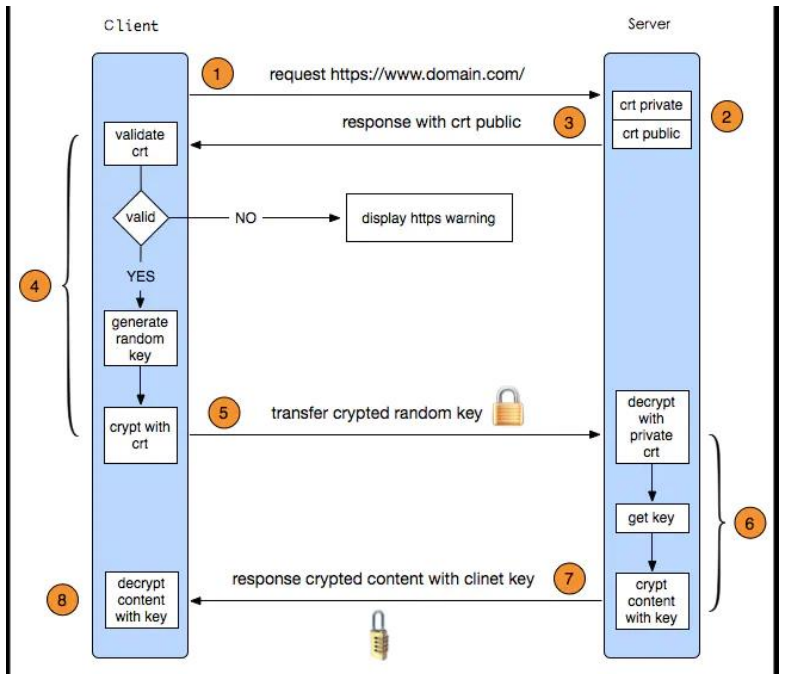 Client
Server
1
request https://www.domain.com/
crt private
2
response with crt public
3
crt public
validate
crt
valid
NO
display https warning
4
YES
generate
random
key
5
transfer crypted random key
crypt with
crt
decrypt
with
private
crt
get key
6
response crypted content with clinet key
7
8
decrypt
content
with key
crypt
content
with key